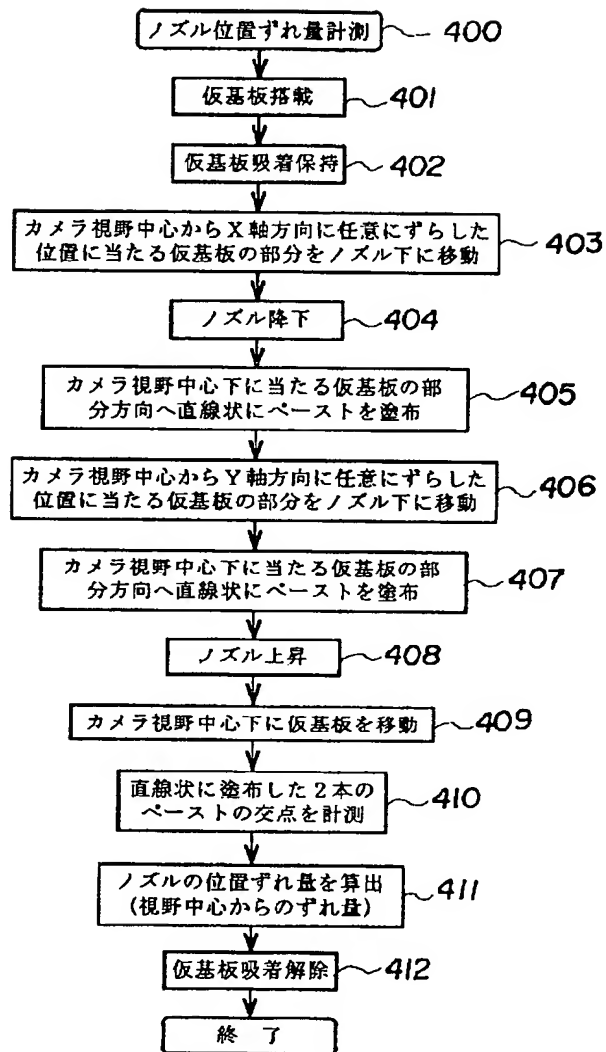 ノズル位置ずれ量計測 400
仮基板搭載 401
仮基板吸着保持 402
カメラ視野中心からX軸方向に任意にずらした
位置に当たる仮基板の部分をノズル下に移動 403
ノズル降下 404
カメラ視野中心下に当たる仮基板の部
分方向へ直線状にペーストを塗布 405
カメラ視野中心からY軸方向に任意にずらした
位置に当たる仮基板の部分をノズル下に移動 406
カメラ視野中心下に当たる仮基板の部
分方向へ直線状にペーストを塗布 407
ノズル上昇 408
カメラ視野中心下に仮基板を移動 409
直線状に塗布した2本の
ペーストの交点を計測 410
ノズルの位置ずれ量を算出
(視野中心からのずれ量) 411
仮基板吸着解除 412
終 了